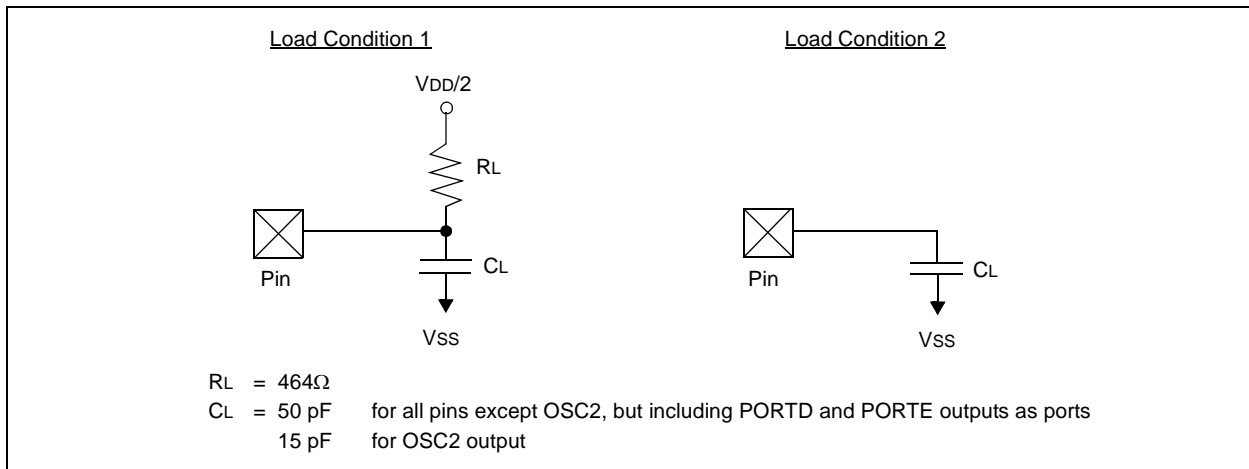 Load Condition 1
VDD/2
RL
Pin
CL
VSS
Load Condition 2
Pin
CL
VSS
RL = 464Ω
CL = 50 pF for all pins except OSC2, but including PORTD and PORTE outputs as ports
15 pF for OSC2 output